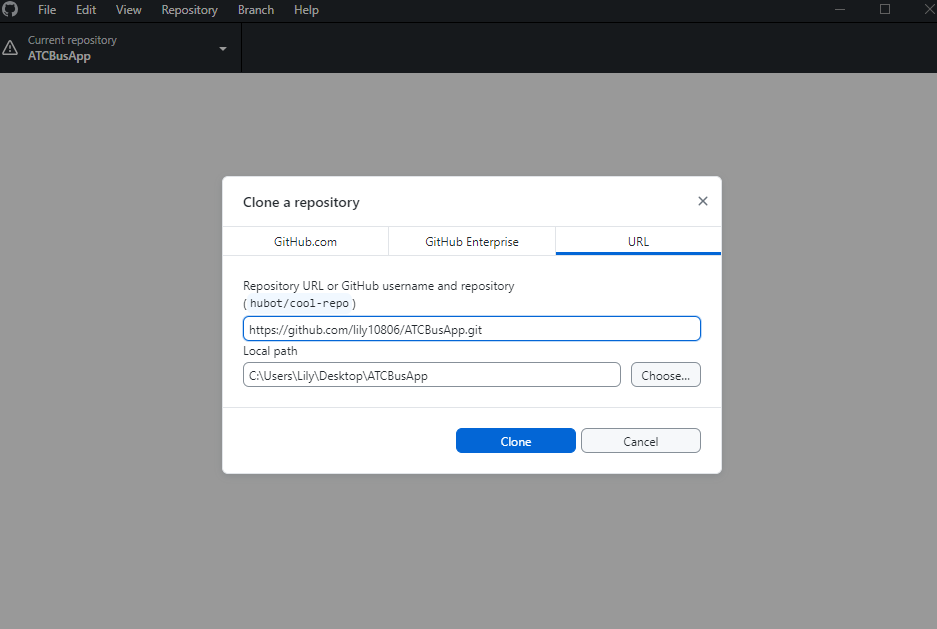 File Edit View Repository Branch Help
Current repository
ATCBusApp
Clone a repository
GitHub.com GitHub Enterprise URL
Repository URL or GitHub username and repository
( hubot/cool-repo )
https://github.com/lily10806/ATCBusApp.git
Local path
C:\Users\Lily\Desktop\ATCBusApp Choose...
Clone Cancel